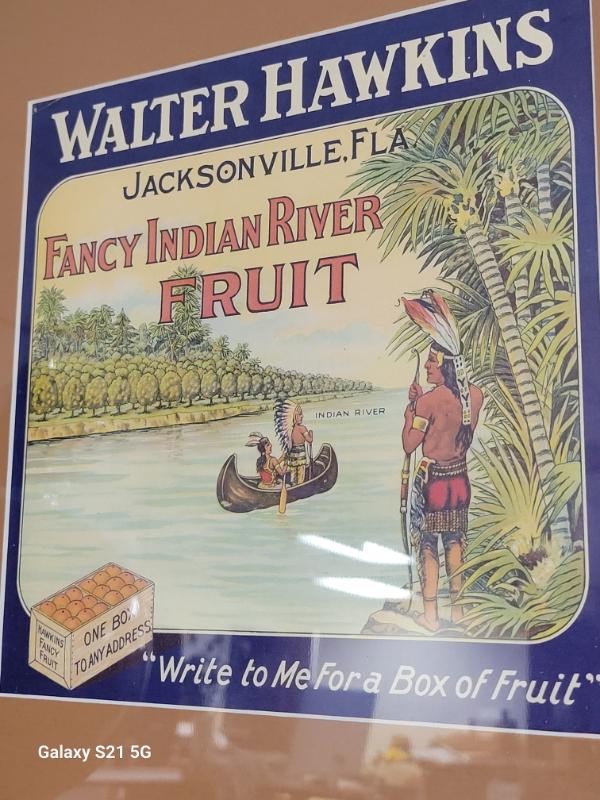 WALTER HAWKINS
JACKSONVILLE, FLA.
FANCY INDIAN RIVER
FRUIT
INDIAN RIVER
HAWKINS
FANCY
FRUIT
ONE BOX
TO ANY ADDRESS
"Write to Me For a Box of Fruit"
Galaxy S21 5G